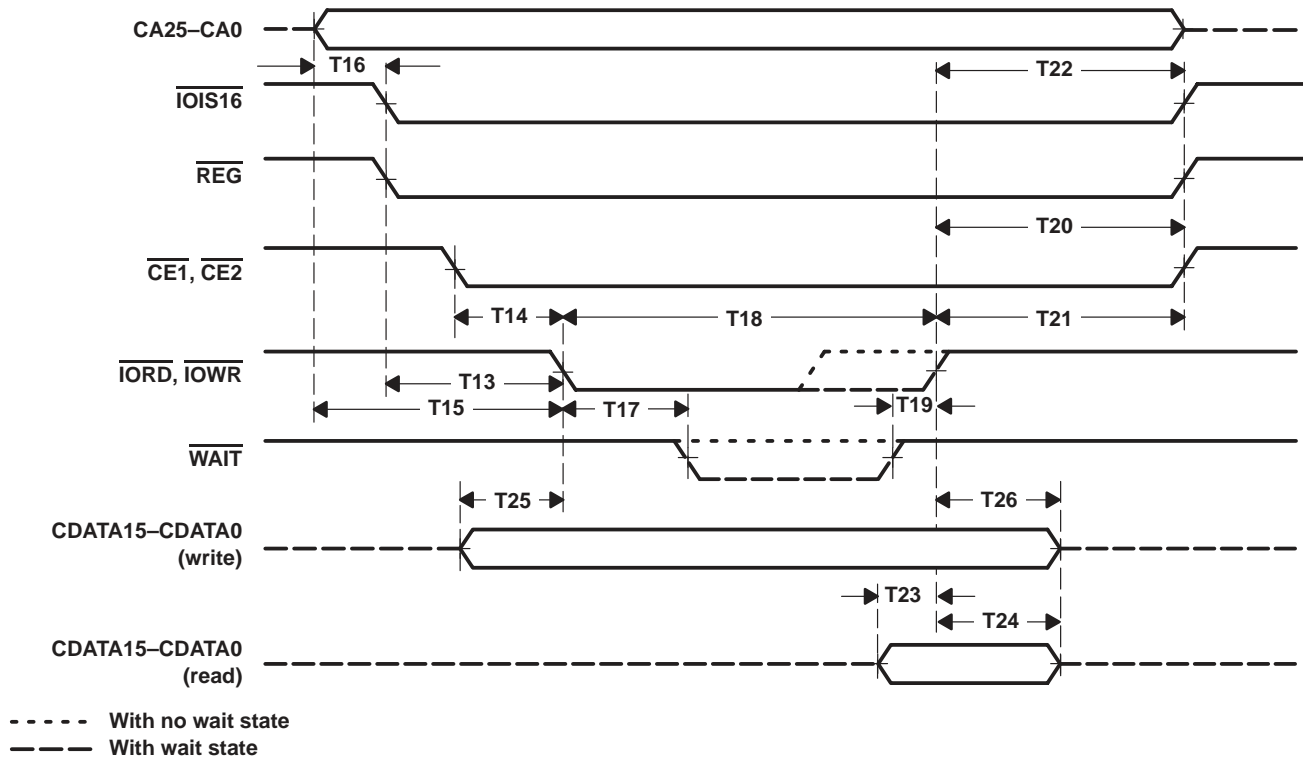 CA25–CA0
T16
T22
IOIS16
REG
T20
CE1, CE2
T14
T18
T21
IORD, IOWR
T13
T19
T15
T17
WAIT
T25
T26
CDATA15–CDATA0
(write)
T23
T24
CDATA15–CDATA0
(read)
With no wait state
With wait state